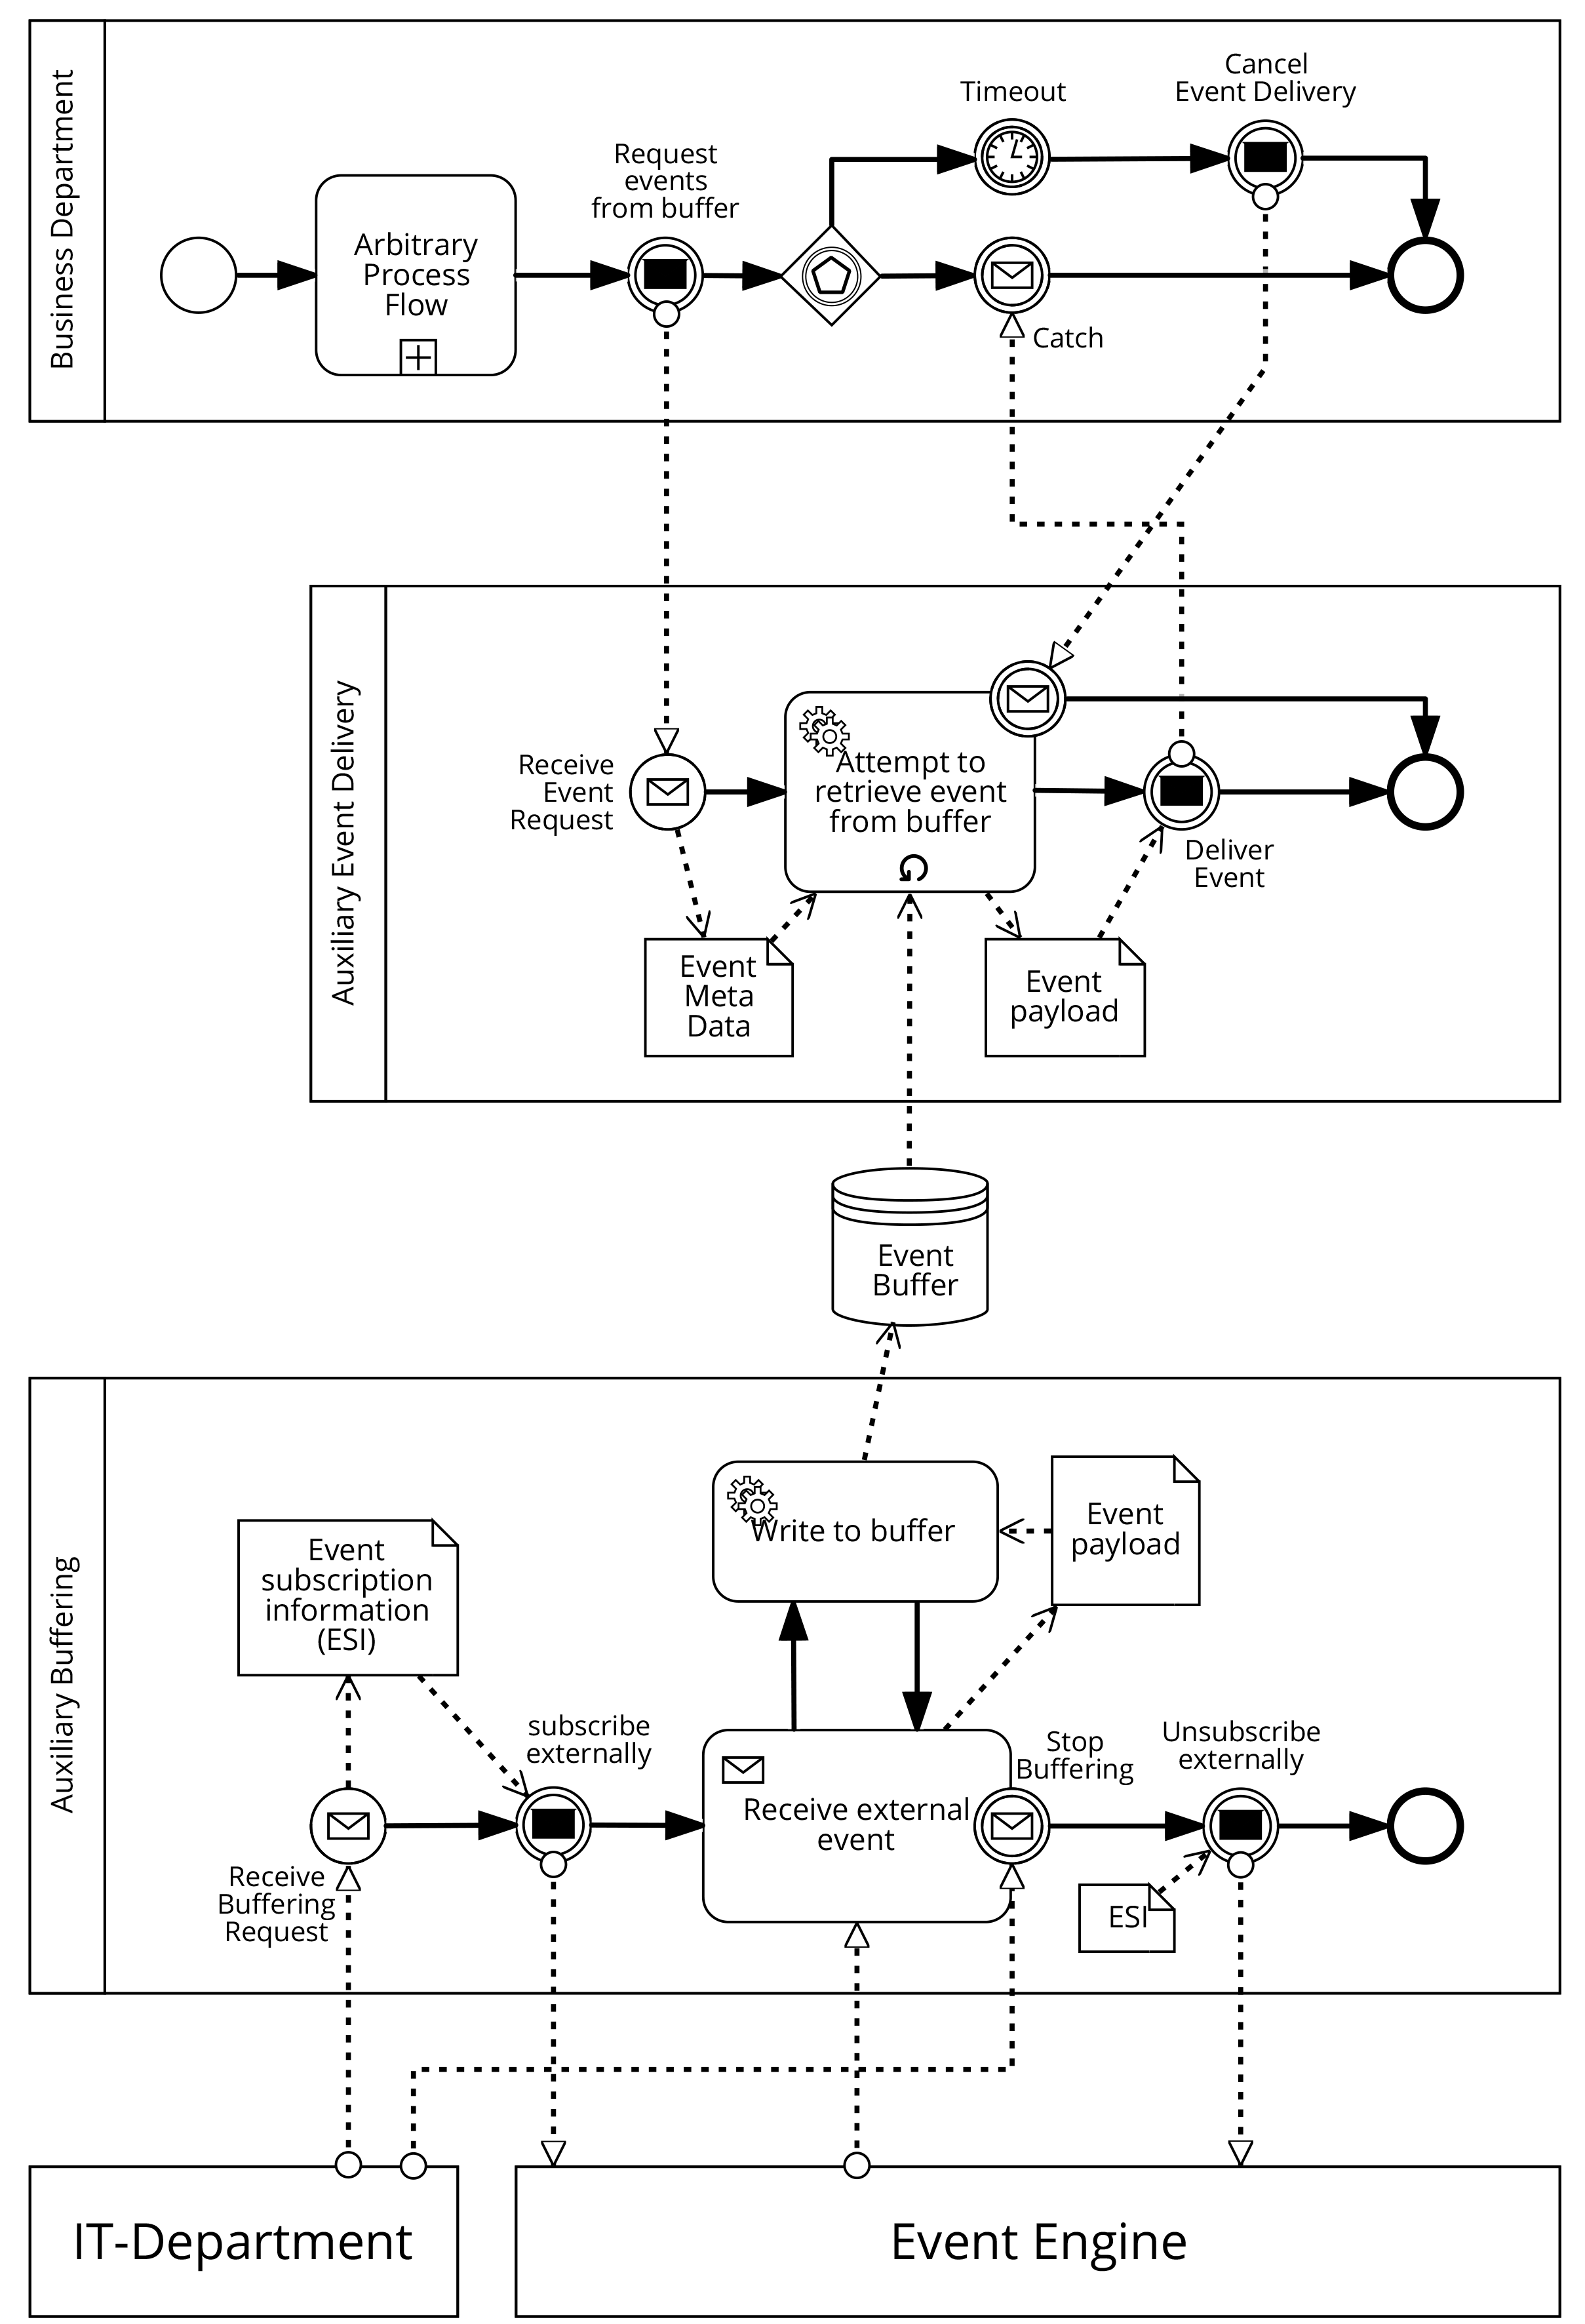 Business Department
Cancel
Event Delivery
Timeout
Request
events
from buffer
Arbitrary
Process
Flow
Catch
Auxiliary Event Delivery
Receive
Event
Request
Attempt to
retrieve event
from buffer
Deliver
Event
Event
Meta
Data
Event
payload
Event
Buffer
Auxiliary Buffering
Write to buffer
Event
payload
Event
subscription
information
(ESI)
subscribe
externally
Stop
Buffering
Unsubscribe
externally
Receive external
event
Receive
Buffering
Request
ESI
IT-Department
Event Engine